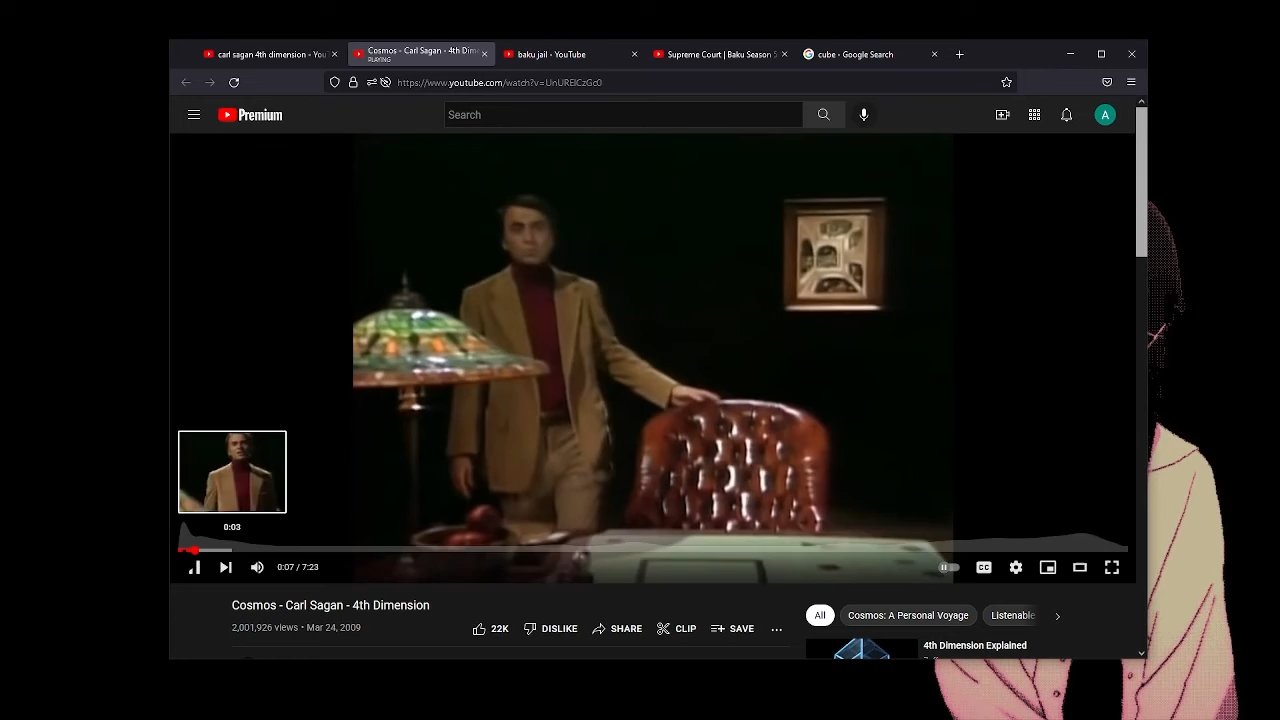 carl sagan 4th dimension - You
Cosmos - Carl Sagan - 4th Dim
PLAYING
baku jail - YouTube
Supreme Court | Baku Season 5
cube - Google Search
https://www.youtube.com/watch?v=UnURElCzGc0
Premium
Search
A
0:03
0:07 / 7:23
CC
Cosmos - Carl Sagan - 4th Dimension
2,001,926 views • Mar 24, 2009
22K
DISLIKE
SHARE
CLIP
SAVE
All
Cosmos: A Personal Voyage
Listenable
4th Dimension Explained